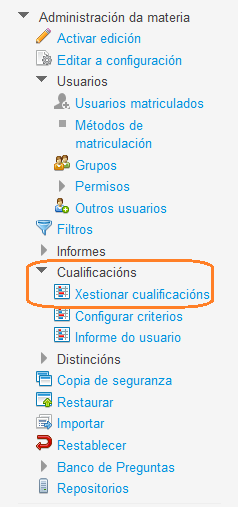 Administración da materia
Activar edición
Editar a configuración
Usuarios
Usuarios matriculados
Métodos de
matriculación
Grupos
Permisos
Outros usuarios
Filtros
Informes
Cualificacións
Xestionar cualificacións
Configurar criterios
Informe do usuario
Distincións
Copia de seguranza
Restaurar
Importar
Restablecer
Banco de Preguntas
Repositorios